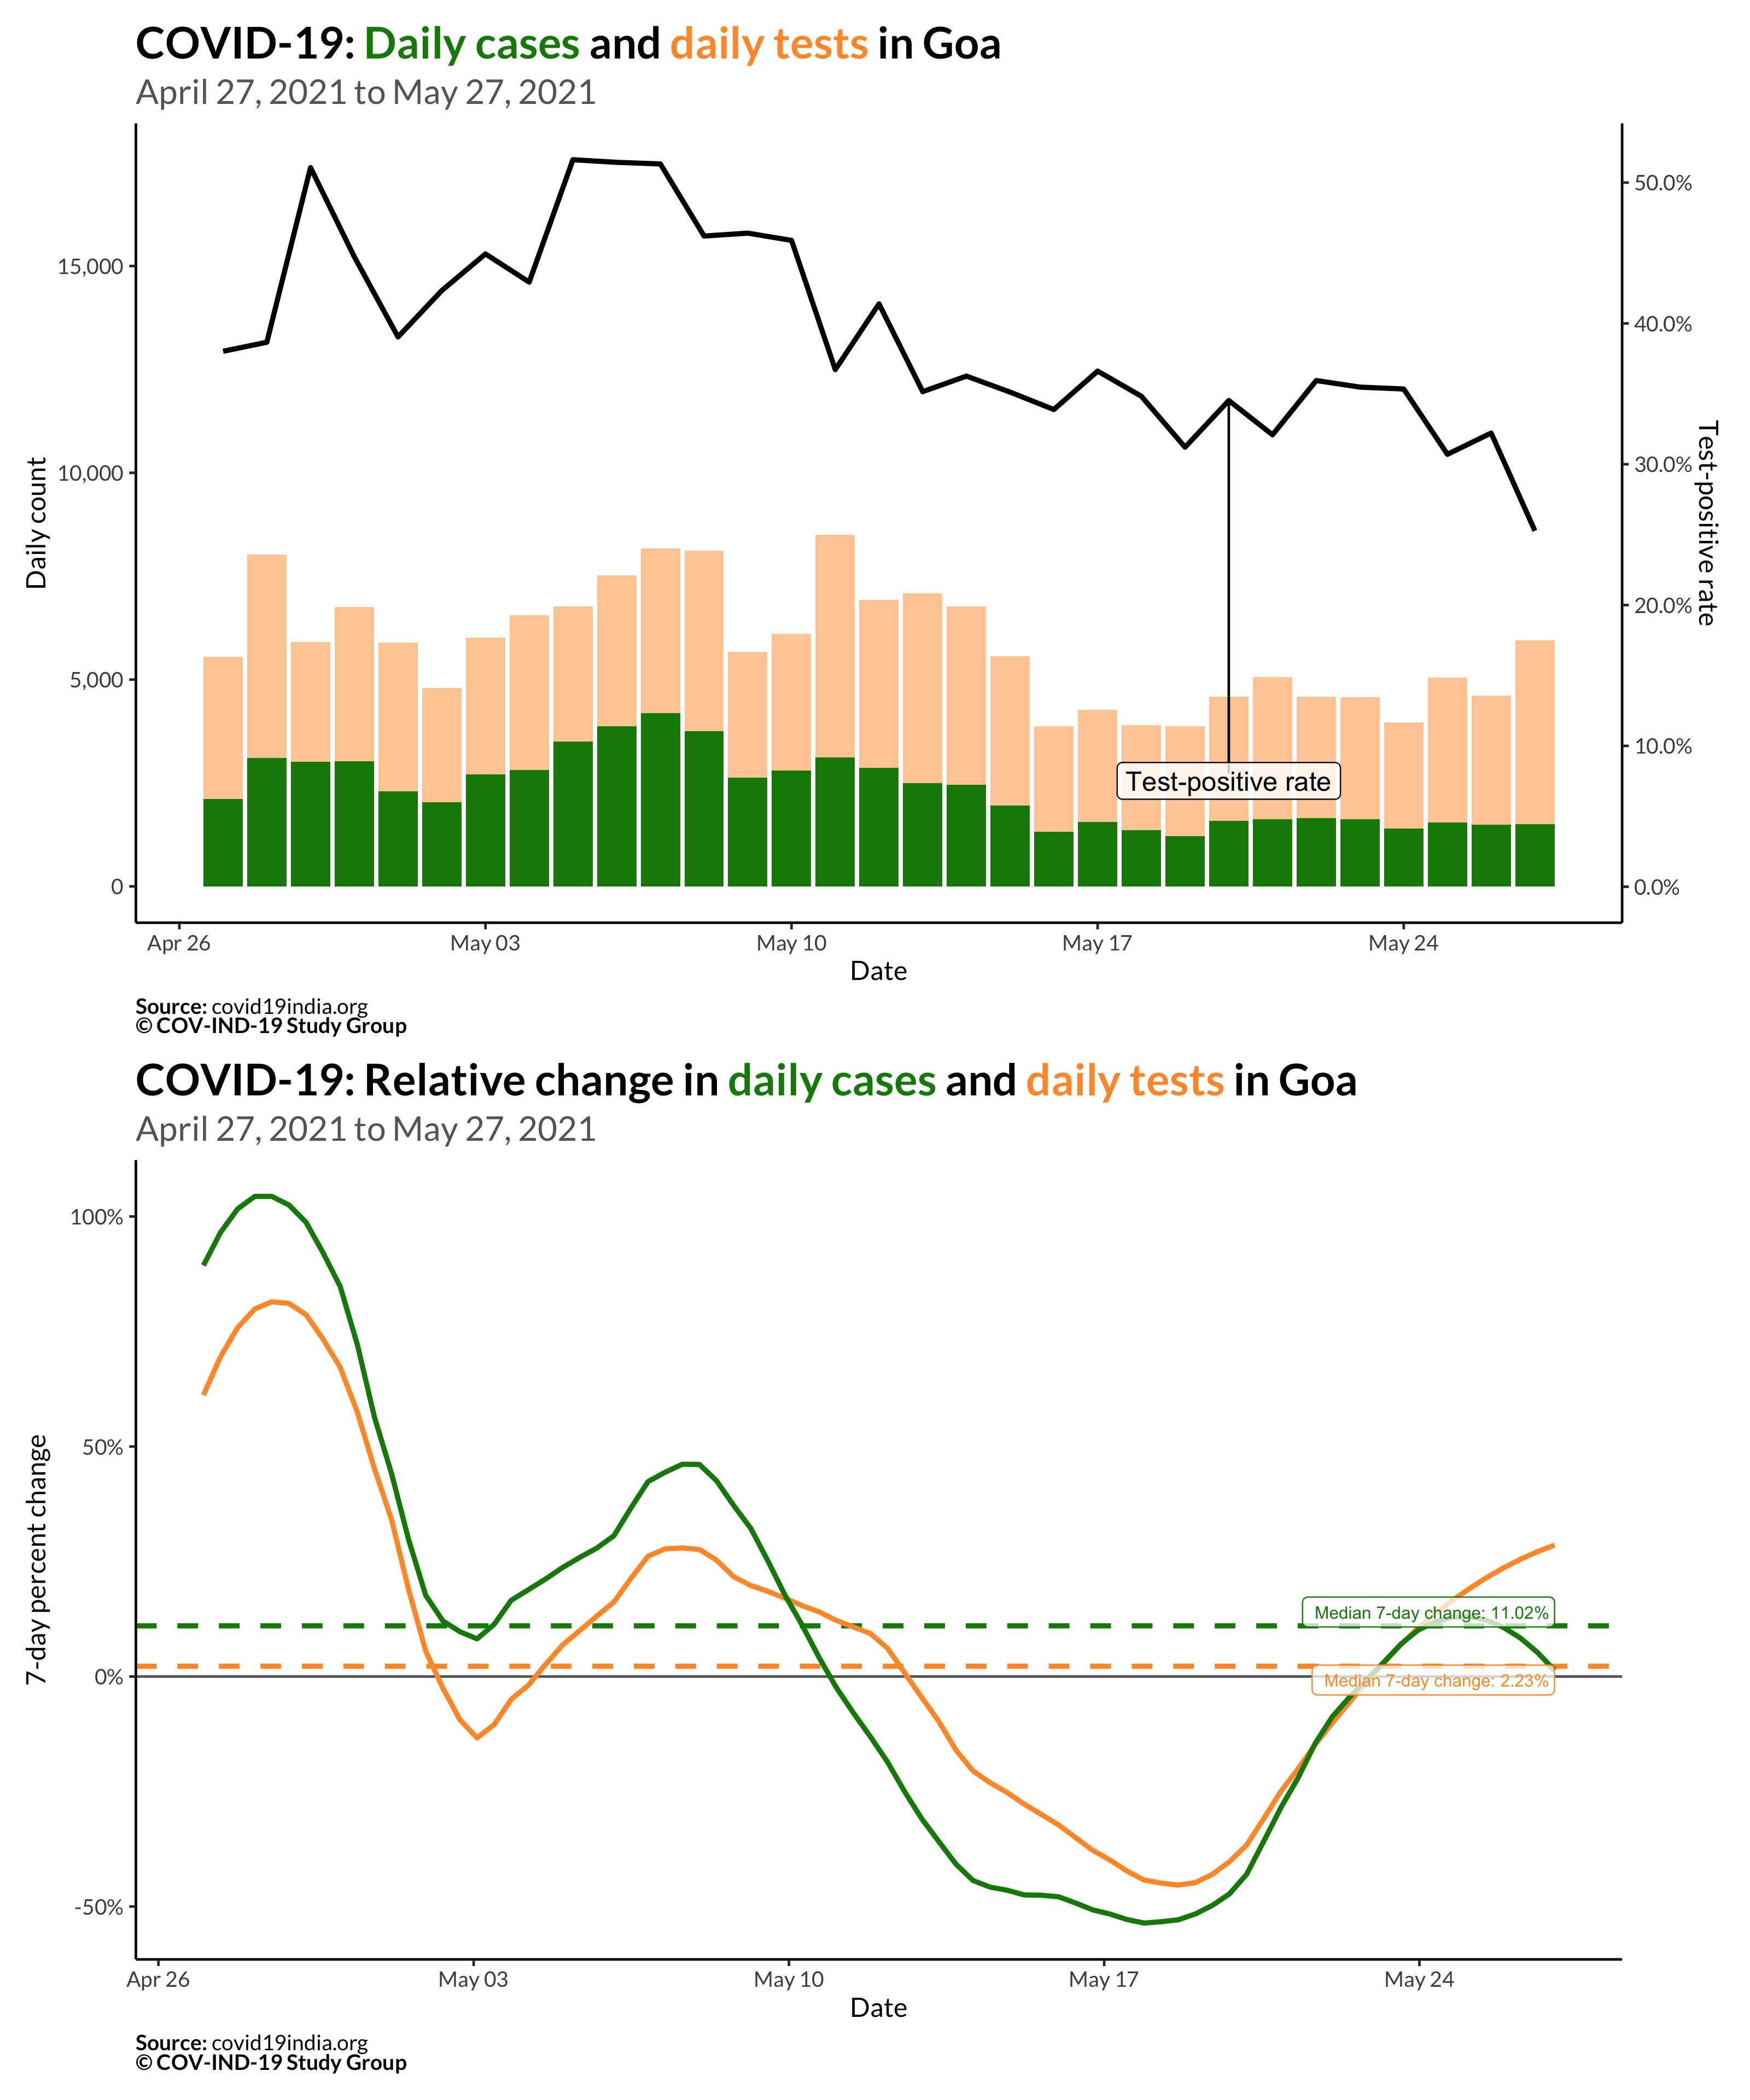 COVID-19: Daily cases and daily tests in Goa
April 27, 2021 to May 27, 2021
Daily count
15,000
10,000
5,000
0
50.0%
40.0%
30.0%
20.0%
10.0%
0.0%
Test-positive rate
Test-positive rate
Apr 26
May 03
May 10
May 17
May 24
Date
Source: covid19india.org
© COV-IND-19 Study Group
COVID-19: Relative change in daily cases and daily tests in Goa
April 27, 2021 to May 27, 2021
7-day percent change
100%
50%
0%
-50%
Median 7-day change: 11.02%
Median 7-day change: 2.23%
Apr 26
May 03
May 10
May 17
May 24
Date
Source: covid19india.org
© COV-IND-19 Study Group